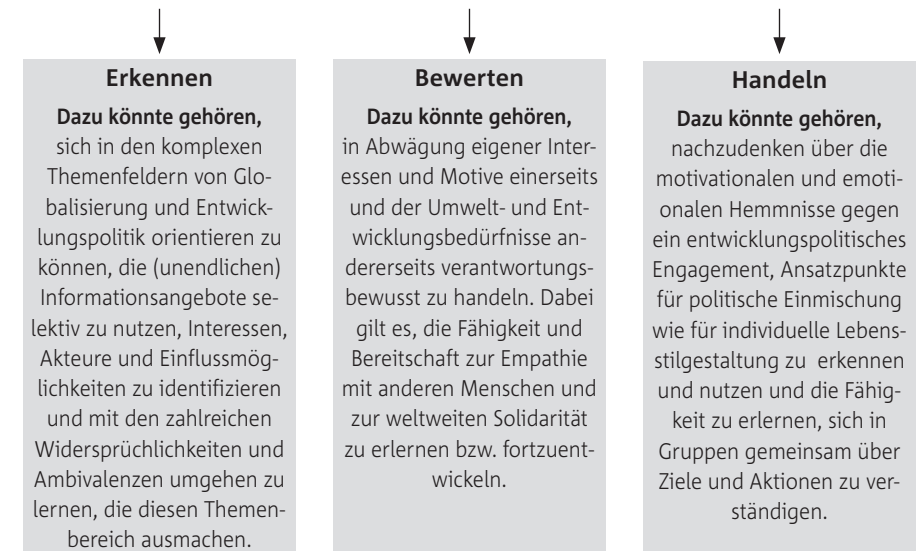 Erkennen
Dazu könnte gehören,
sich in den komplexen
Themenfeldern von Glo-
balisierung und Entwick-
lungspolitik orientieren zu
können, die (unendlichen)
Informationsangebote se-
lektiv zu nutzen, Interessen,
Akteure und Einflussmög-
lichkeiten zu identifizieren
und mit den zahlreichen
Widersprüchlichkeiten und
Ambivalenzen umgehen zu
lernen, die diesen Themen-
bereich ausmachen.
Bewerten
Dazu könnte gehören,
in Abwägung eigener Inter-
essen und Motive einerseits
und der Umwelt- und Ent-
wicklungsbedürfnisse an-
dererseits verantwortungs-
bewusst zu handeln. Dabei
gilt es, die Fähigkeit und
Bereitschaft zur Empathie
mit anderen Menschen und
zur weltweiten Solidarität
zu erlernen bzw. fortzuent-
wickeln.
Handeln
Dazu könnte gehören,
nachzudenken über die
motivationalen und emoti-
onalen Hemmnisse gegen
ein entwicklungspolitisches
Engagement, Ansatzpunkte
für politische Einmischung
wie für individuelle Lebens-
stilgestaltung zu erkennen
und nutzen und die Fähig-
keit zu erlernen, sich in
Gruppen gemeinsam über
Ziele und Aktionen zu ver-
ständigen.